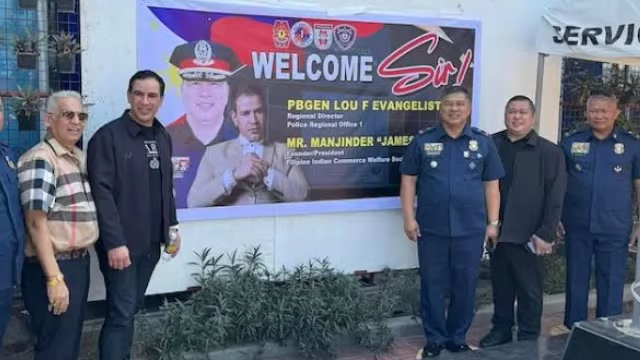 WELCOME Sir!
PBGEN LOU F EVANGELIST
Regional Director
Police Regional Office 1
MR. MANJINDER "JAMES
Founder/President
Filipino Indian Commerce Welfare
SERVIC